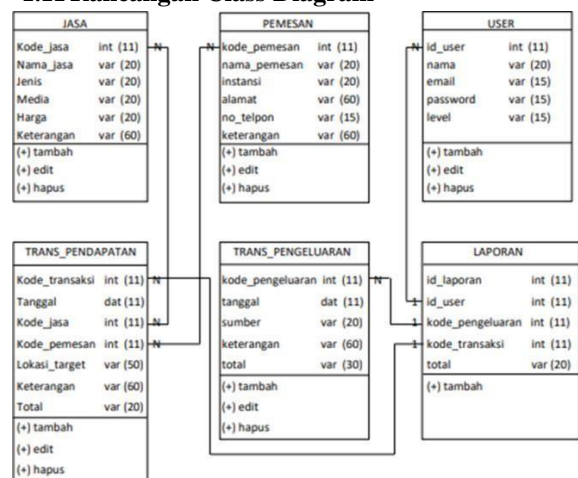 JASA
Kode_jasa int (11) N
Nama_jasa var (20)
Jenis var (20)
Media var (20)
Harga var (20)
Keterangan var (60)
(+) tambah
(+) edit
(+) hapus
PEMESAN
N kode_pemesan int (11)
nama_pemesan var (20)
instansi var (20)
alamat var (60)
no_telpon var (15)
keterangan var (60)
(+) tambah
(+) edit
(+) hapus
USER
N id_user int (11)
nama var (20)
email var (15)
password var (15)
level var (15)
(+) tambah
(+) edit
(+) hapus
TRANS_PENDAPATAN
Kode_transaksi int (11) N
Tanggal dat (11)
Kode_jasa int (11) N
Kode_pemesan int (11) N
Lokasi_target var (50)
Keterangan var (60)
Total var (20)
(+) tambah
(+) edit
(+) hapus
TRANS_PENGELUARAN
kode_pengeluaran int (11) N
tanggal dat (11)
sumber var (20)
keterangan var (60)
total var (30)
(+) tambah
(+) edit
(+) hapus
LAPORAN
id_laporan int (11)
1 id_user int (11)
1 kode_pengeluaran int (11)
1 kode_transaksi int (11)
total var (20)
(+) tambah